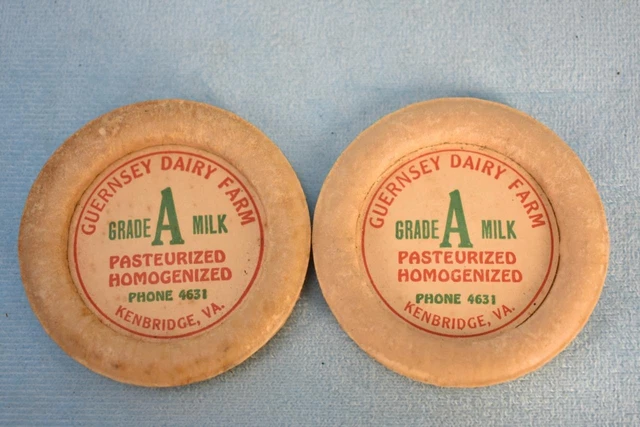 GUERNSEY DAIRY FARM
GRADE A MILK
PASTEURIZED
HOMOGENIZED
PHONE 4631
KENBRIDGE, VA.
GUERNSEY DAIRY FARM
GRADE A MILK
PASTEURIZED
HOMOGENIZED
PHONE 4631
KENBRIDGE, VA.